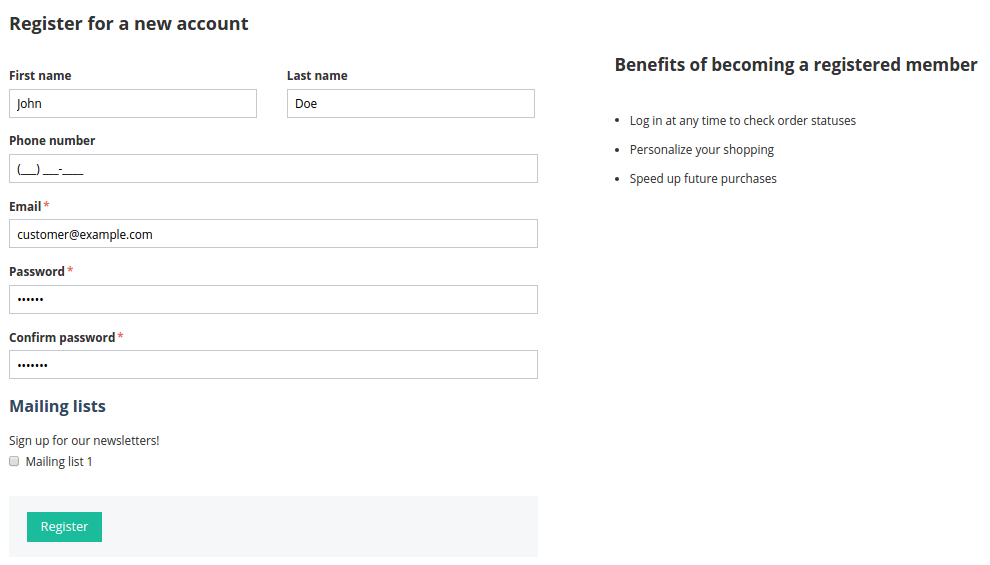 Register for a new account
First name
Last name
John
Doe
Phone number
(___) ___-____
Email *
customer@example.com
Password *
••••••
Confirm password *
•••••••
Mailing lists
Sign up for our newsletters!
Mailing list 1
Register
Benefits of becoming a registered member
• Log in at any time to check order statuses
• Personalize your shopping
• Speed up future purchases